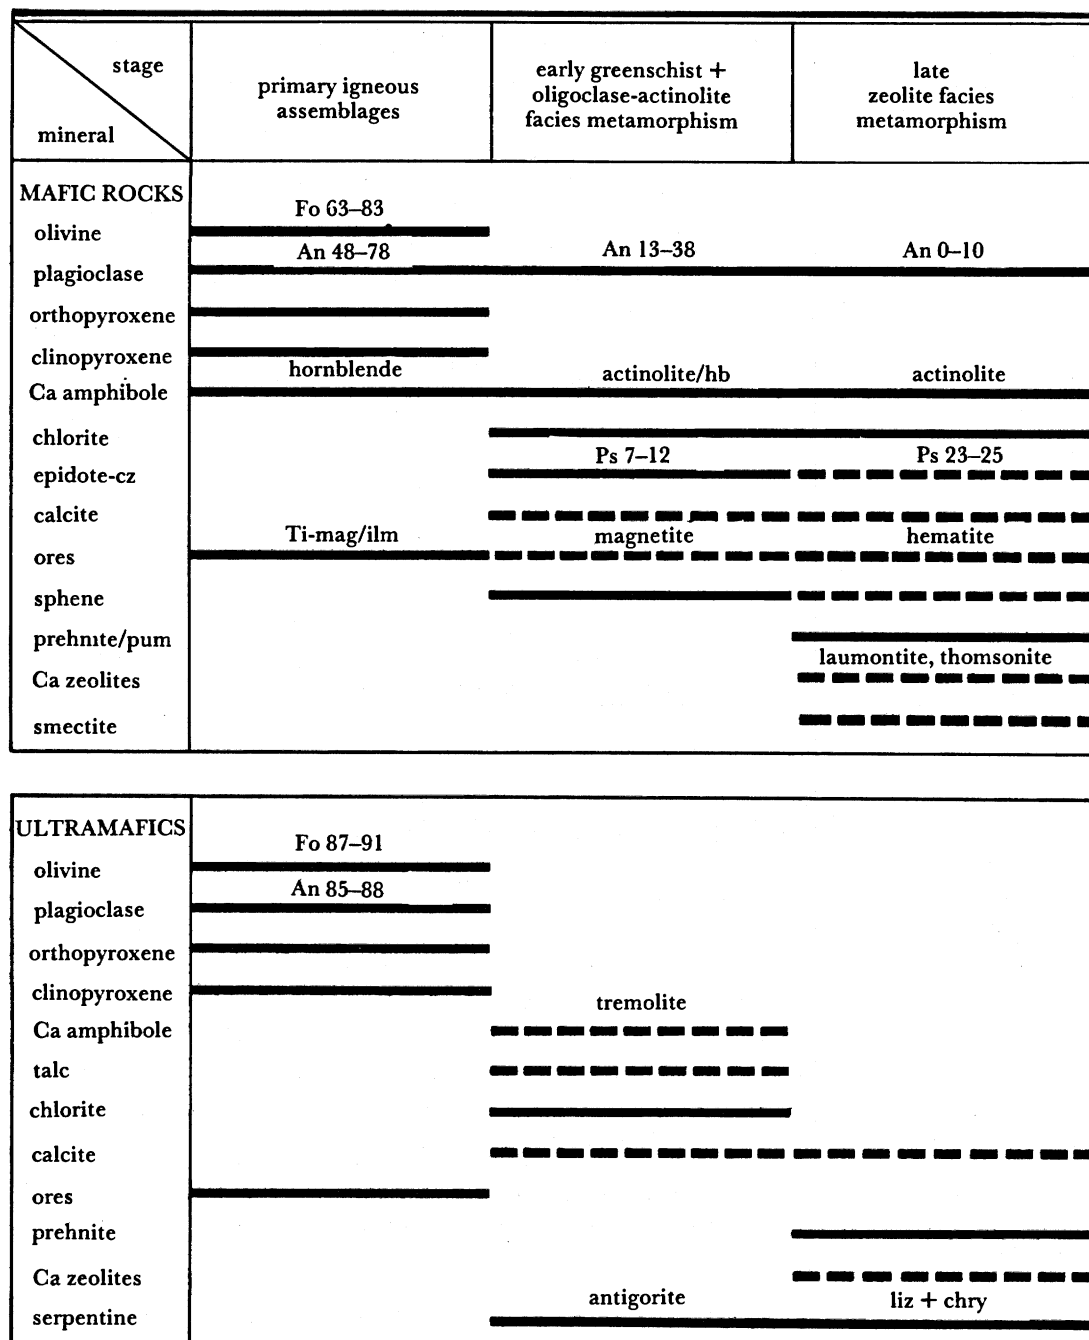 stage
mineral
primary igneous
assemblages
early greenschist +
oligoclase-actinolite
facies metamorphism
late
zeolite facies
metamorphism
MAFIC ROCKS
Fo 63–83
olivine
An 48–78 An 13–38 An 0–10
plagioclase
orthopyroxene
clinopyroxene
hornblende actinolite/hb actinolite
Ca amphibole
chlorite
Ps 7–12 Ps 23–25
epidote-cz
calcite
Ti-mag/ilm magnetite hematite
ores
sphene
prehnite/pum
laumontite, thomsonite
Ca zeolites
smectite
ULTRAMAFICS
Fo 87–91
olivine
An 85–88
plagioclase
orthopyroxene
clinopyroxene
tremolite
Ca amphibole
talc
chlorite
calcite
ores
prehnite
Ca zeolites
antigorite liz + chry
serpentine